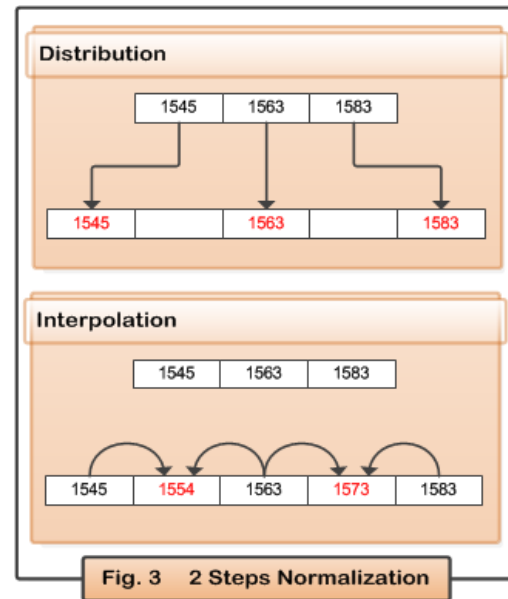 Distribution
1545 1563 1583
1545 1563 1583
Interpolation
1545 1563 1583
1545 1554 1563 1573 1583
Fig. 3 2 Steps Normalization